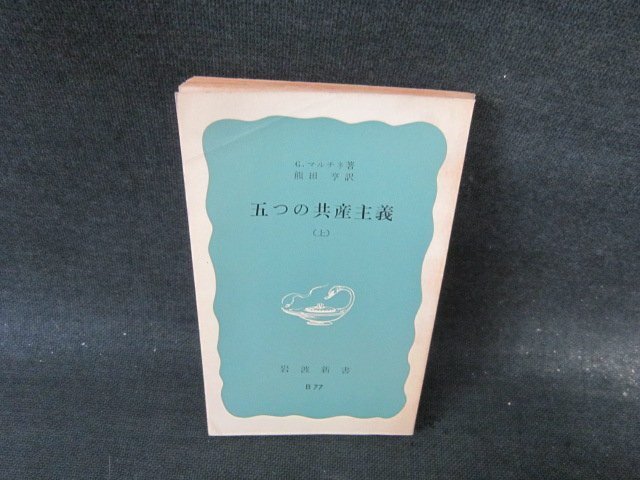 G. マルチネ著
熊田 亨訳
五つの共産主義
(上)
岩波新書
B 77